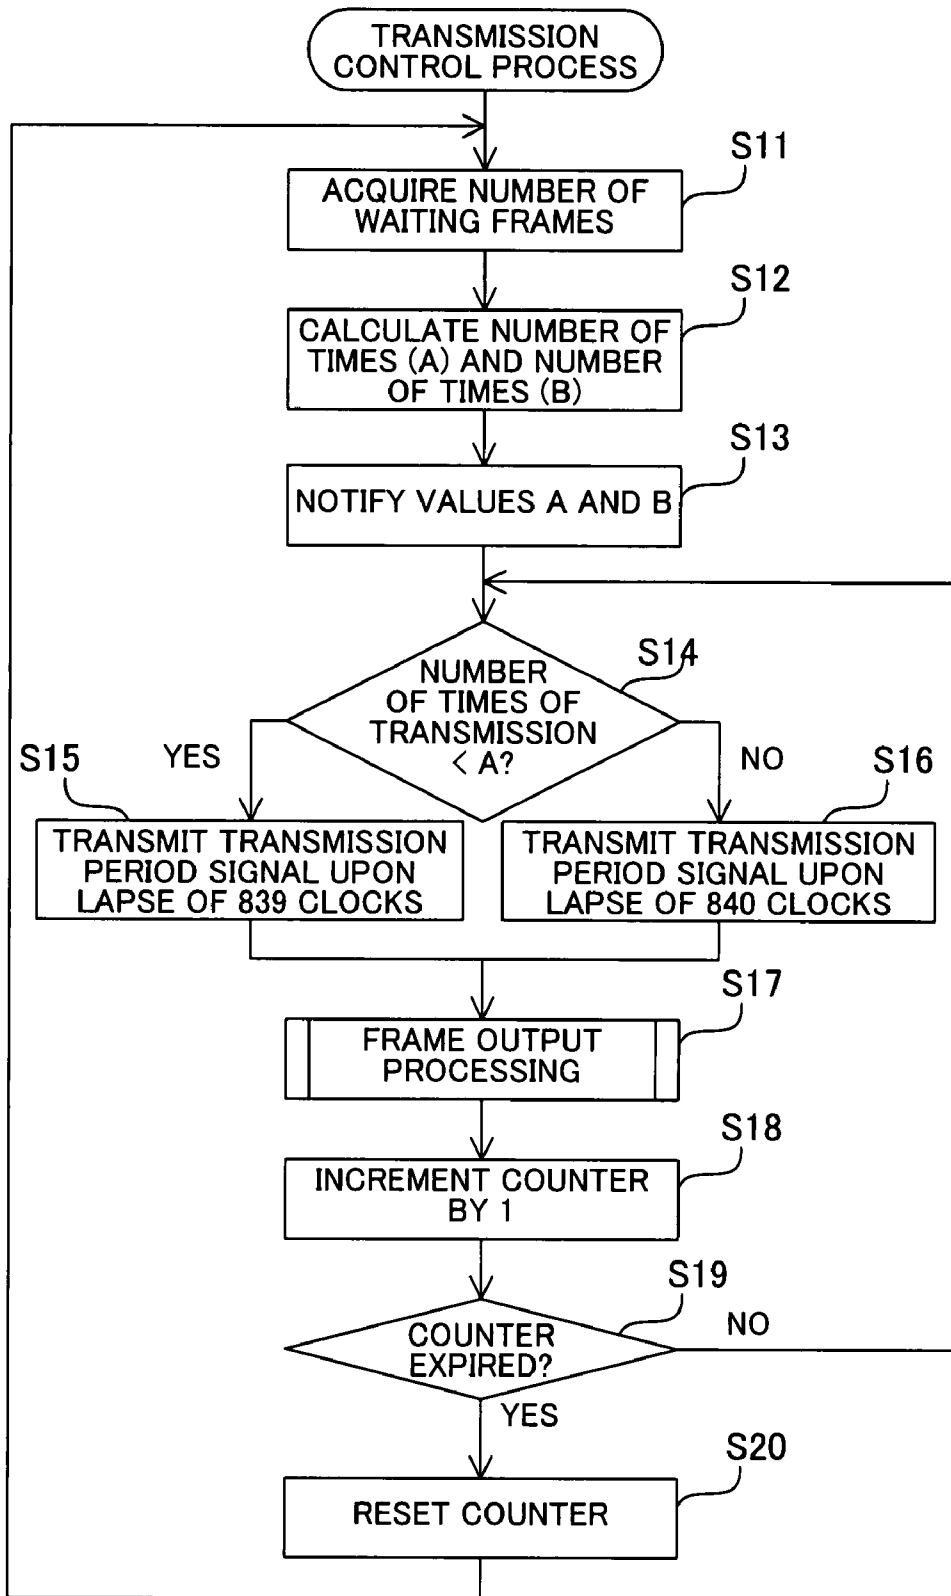 TRANSMISSION
CONTROL PROCESS
S11
ACQUIRE NUMBER OF
WAITING FRAMES
S12
CALCULATE NUMBER OF
TIMES (A) AND NUMBER
OF TIMES (B)
S13
NOTIFY VALUES A AND B
S14
NUMBER
OF TIMES OF
TRANSMISSION
< A?
YES
NO
S15
TRANSMIT TRANSMISSION
PERIOD SIGNAL UPON
LAPSE OF 839 CLOCKS
S16
TRANSMIT TRANSMISSION
PERIOD SIGNAL UPON
LAPSE OF 840 CLOCKS
S17
FRAME OUTPUT
PROCESSING
S18
INCREMENT COUNTER
BY 1
S19
COUNTER
EXPIRED?
NO
YES
S20
RESET COUNTER